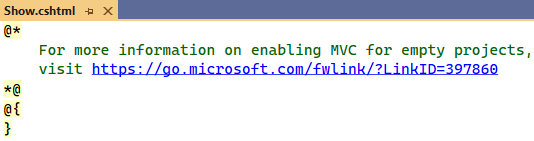 Show.cshtml
@*
For more information on enabling MVC for empty projects,
visit https://go.microsoft.com/fwlink/?LinkID=397860
*@
@{
}